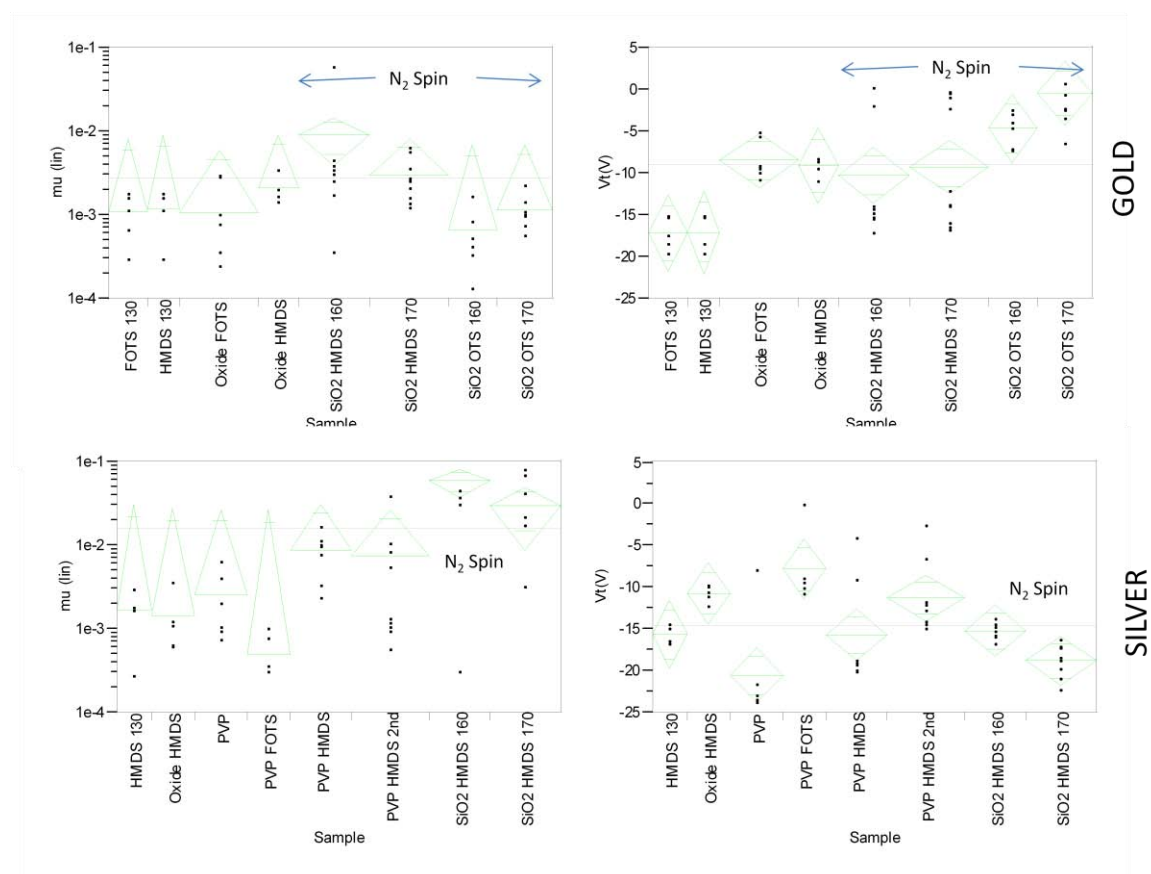 1e-1
1e-2
1e-3
1e-4
mu (lin)
N2 Spin
FOTS 130
HMDS 130
Oxide FOTS
Oxide HMDS
SiO2 HMDS 160
SiO2 HMDS 170
SiO2 OTS 160
SiO2 OTS 170
Sample
5
0
-5
-10
-15
-20
-25
Vt(V)
N2 Spin
FOTS 130
HMDS 130
Oxide FOTS
Oxide HMDS
SiO2 HMDS 160
SiO2 HMDS 170
SiO2 OTS 160
SiO2 OTS 170
Sample
GOLD
1e-1
1e-2
1e-3
1e-4
mu (lin)
N2 Spin
HMDS 130
Oxide HMDS
PVP
PVP FOTS
PVP HMDS
PVP HMDS 2nd
SiO2 HMDS 160
SiO2 HMDS 170
Sample
5
0
-5
-10
-15
-20
-25
Vt(V)
N2 Spin
HMDS 130
Oxide HMDS
PVP
PVP FOTS
PVP HMDS
PVP HMDS 2nd
SiO2 HMDS 160
SiO2 HMDS 170
Sample
SILVER